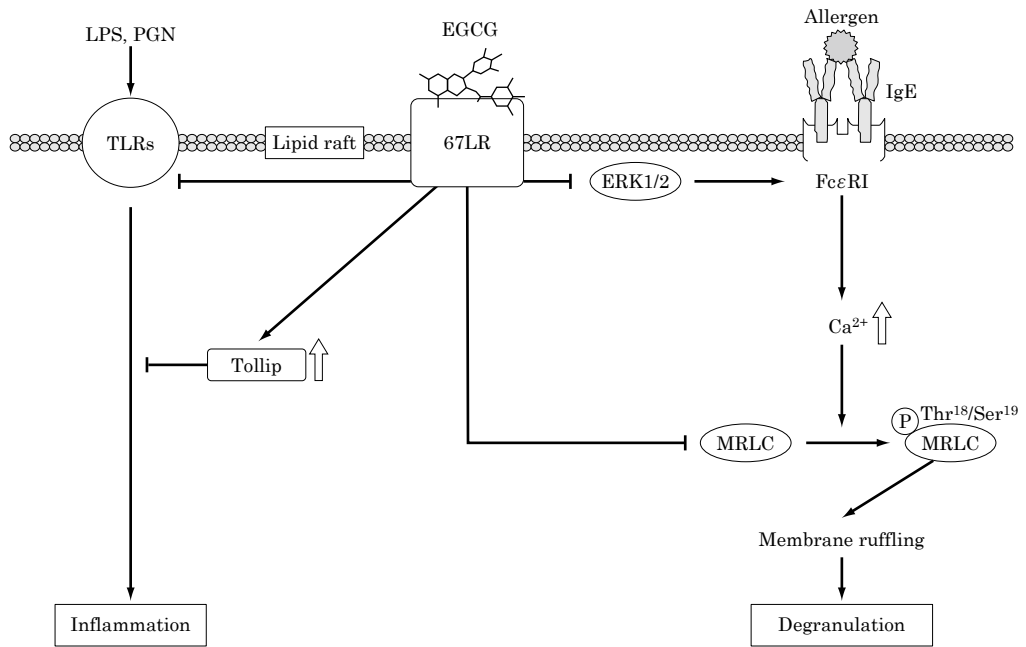 Allergen
EGCG
LPS, PGN
IgE
TLRs
Lipid raft
67LR
ERK1/2
FcεRI
Ca²⁺
Tollip
P Thr¹⁸/Ser¹⁹
MRLC
MRLC
Membrane ruffling
Inflammation
Degranulation